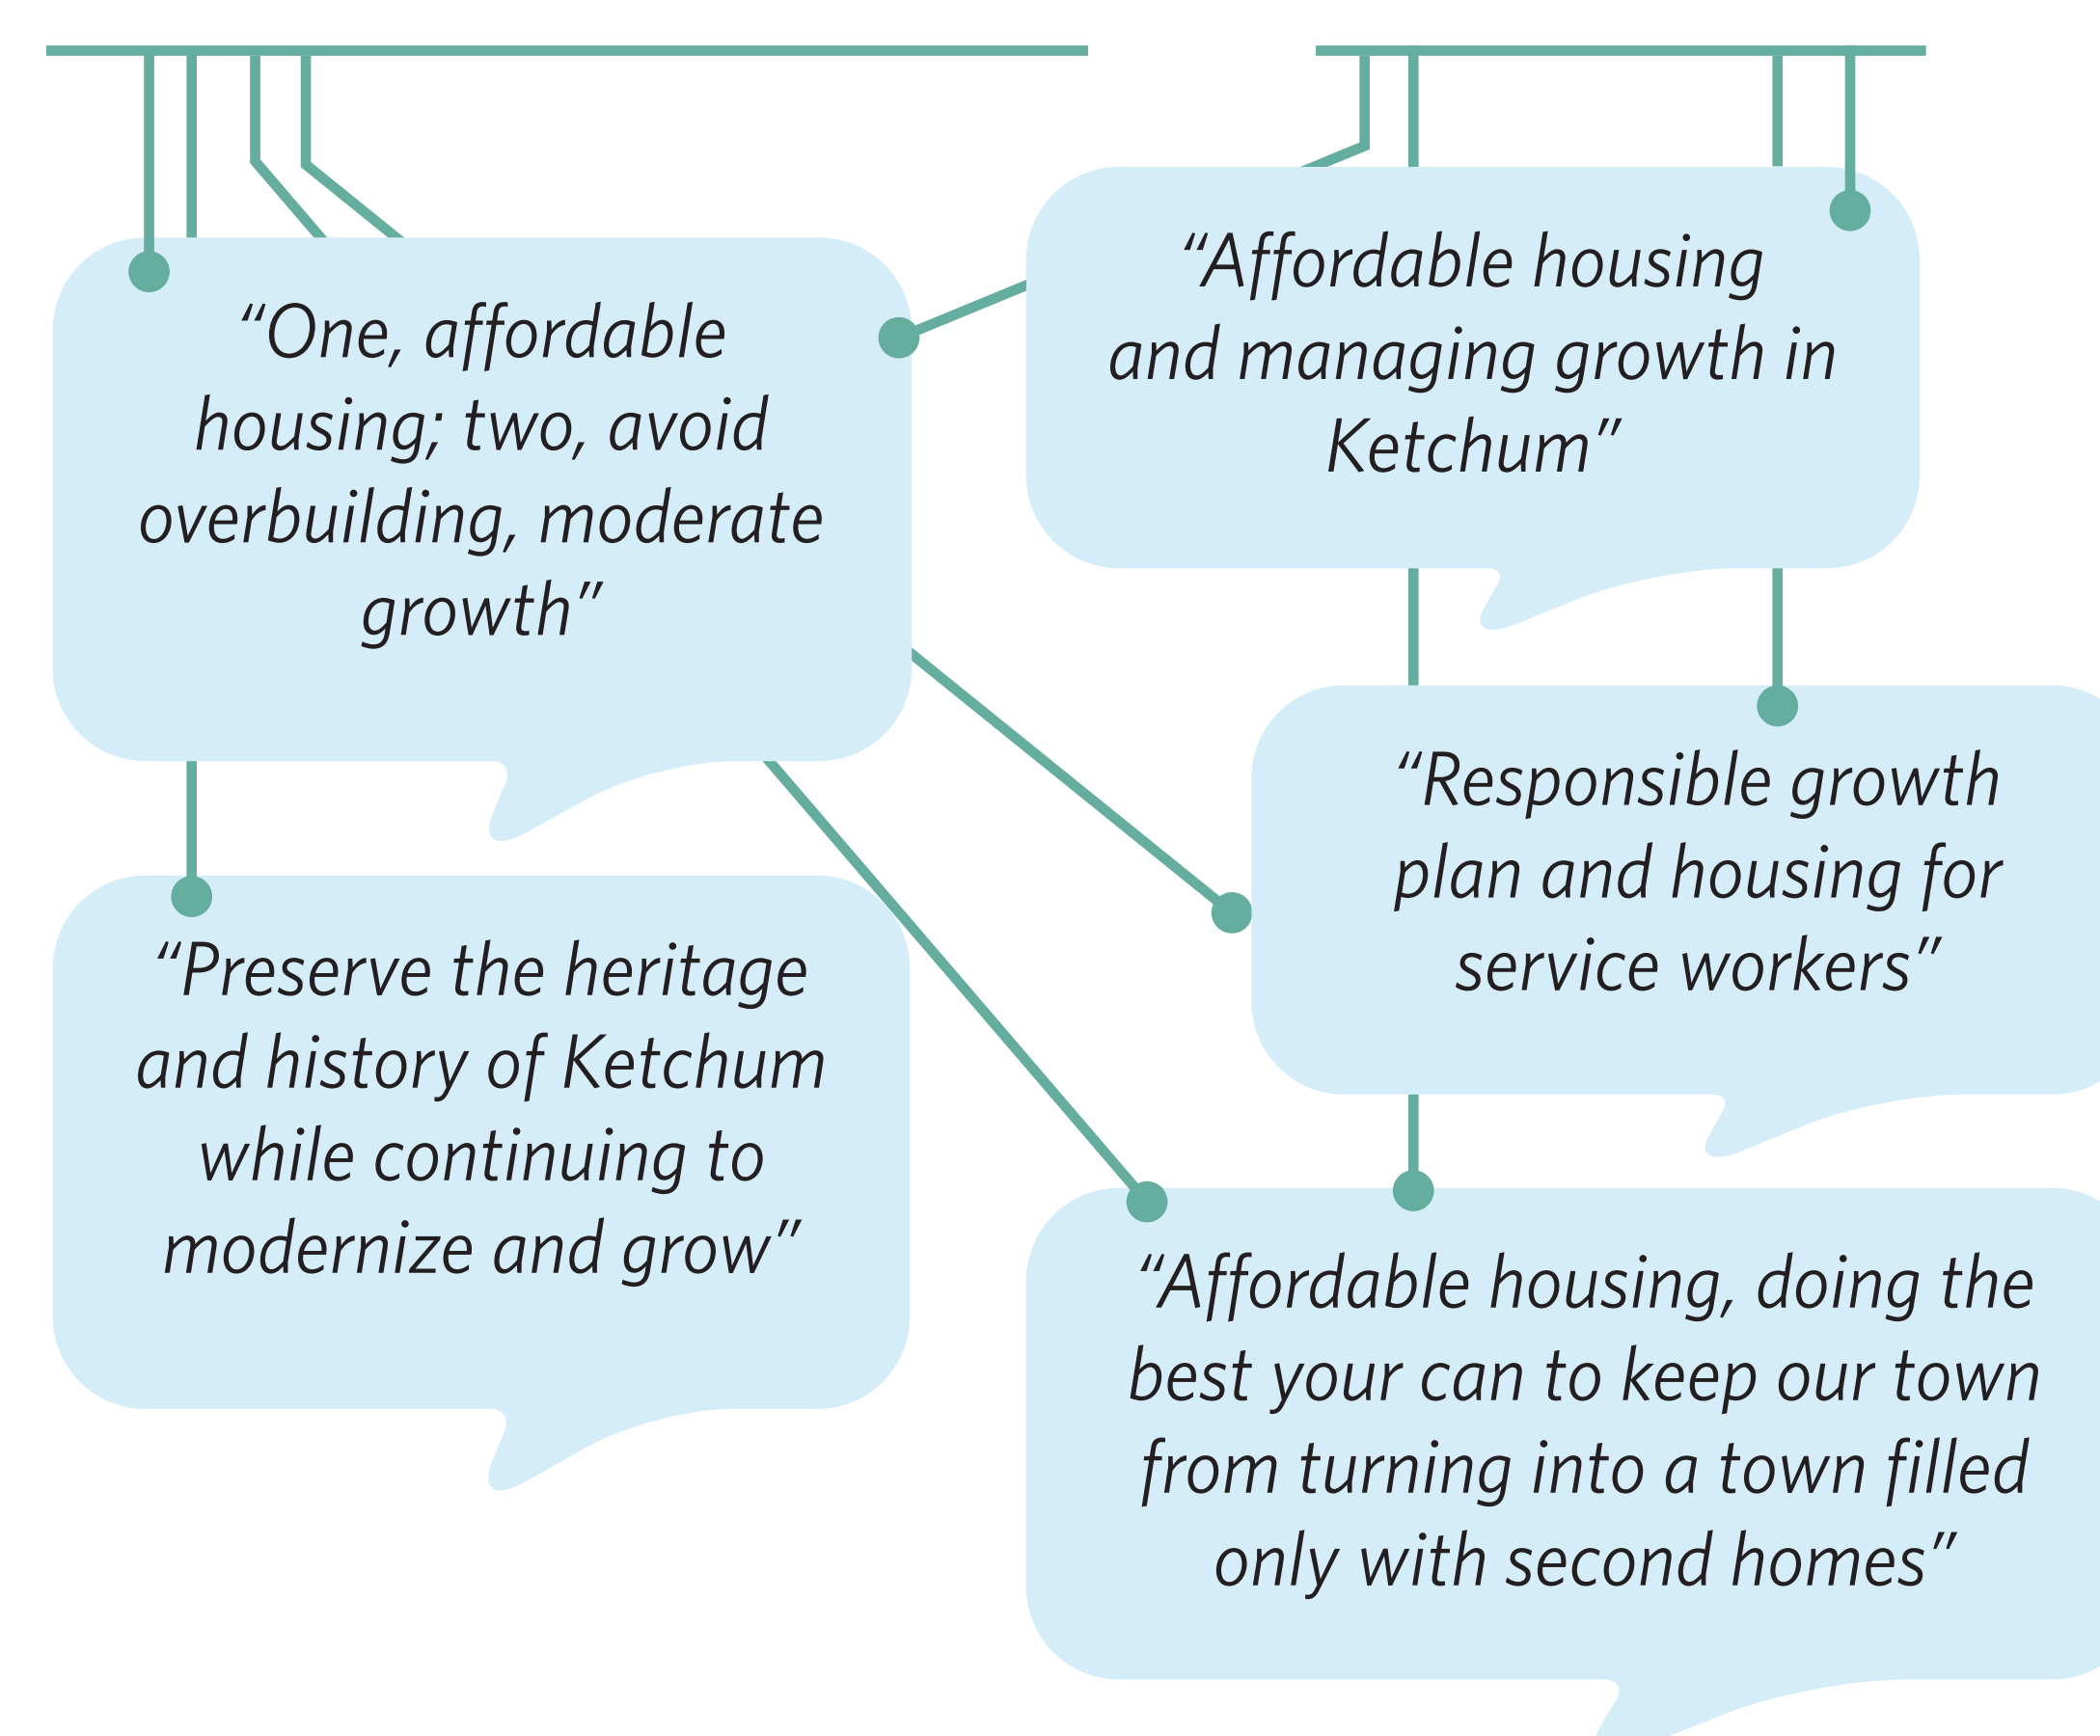 “One, affordable
housing; two, avoid
overbuilding, moderate
growth”
“Affordable housing
and managing growth in
Ketchum”
“Responsible growth
plan and housing for
service workers”
“Preserve the heritage
and history of Ketchum
while continuing to
modernize and grow”
“Affordable housing, doing the
best your can to keep our town
from turning into a town filled
only with second homes”